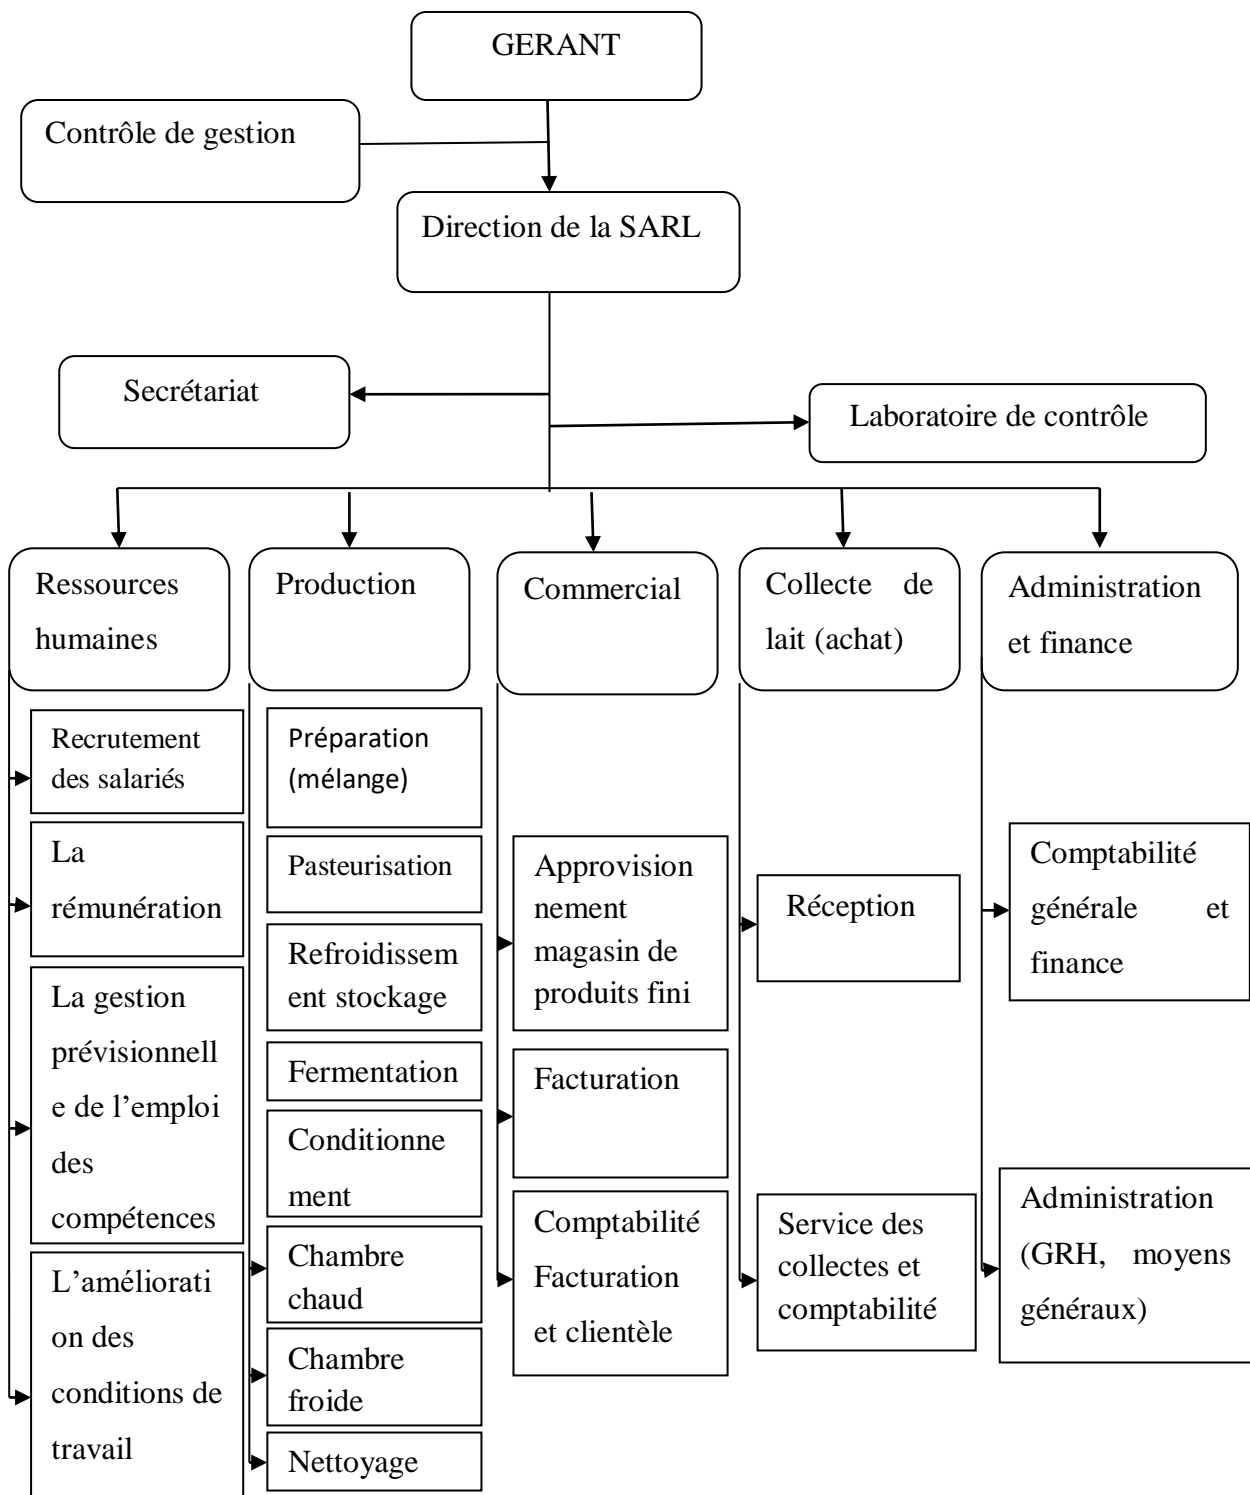 GERANT
Contrôle de gestion
Direction de la SARL
Secrétariat
Laboratoire de contrôle
Ressources
humaines
Production
Commercial
Collecte de
lait (achat)
Administration
et finance
Recrutement
des salariés
La
rémunération
La gestion
prévisionnell
e de l’emploi
des
compétences
L’améliorati
on des
conditions de
travail
Préparation
(mélange)
Pasteurisation
Refroidissem
ent stockage
Fermentation
Conditionne
ment
Chambre
chaud
Chambre
froide
Nettoyage
Approvision
nement
magasin de
produits fini
Facturation
Comptabilité
Facturation
et clientèle
Réception
Service des
collectes et
comptabilité
Comptabilité
générale et
finance
Administration
(GRH, moyens
généraux)